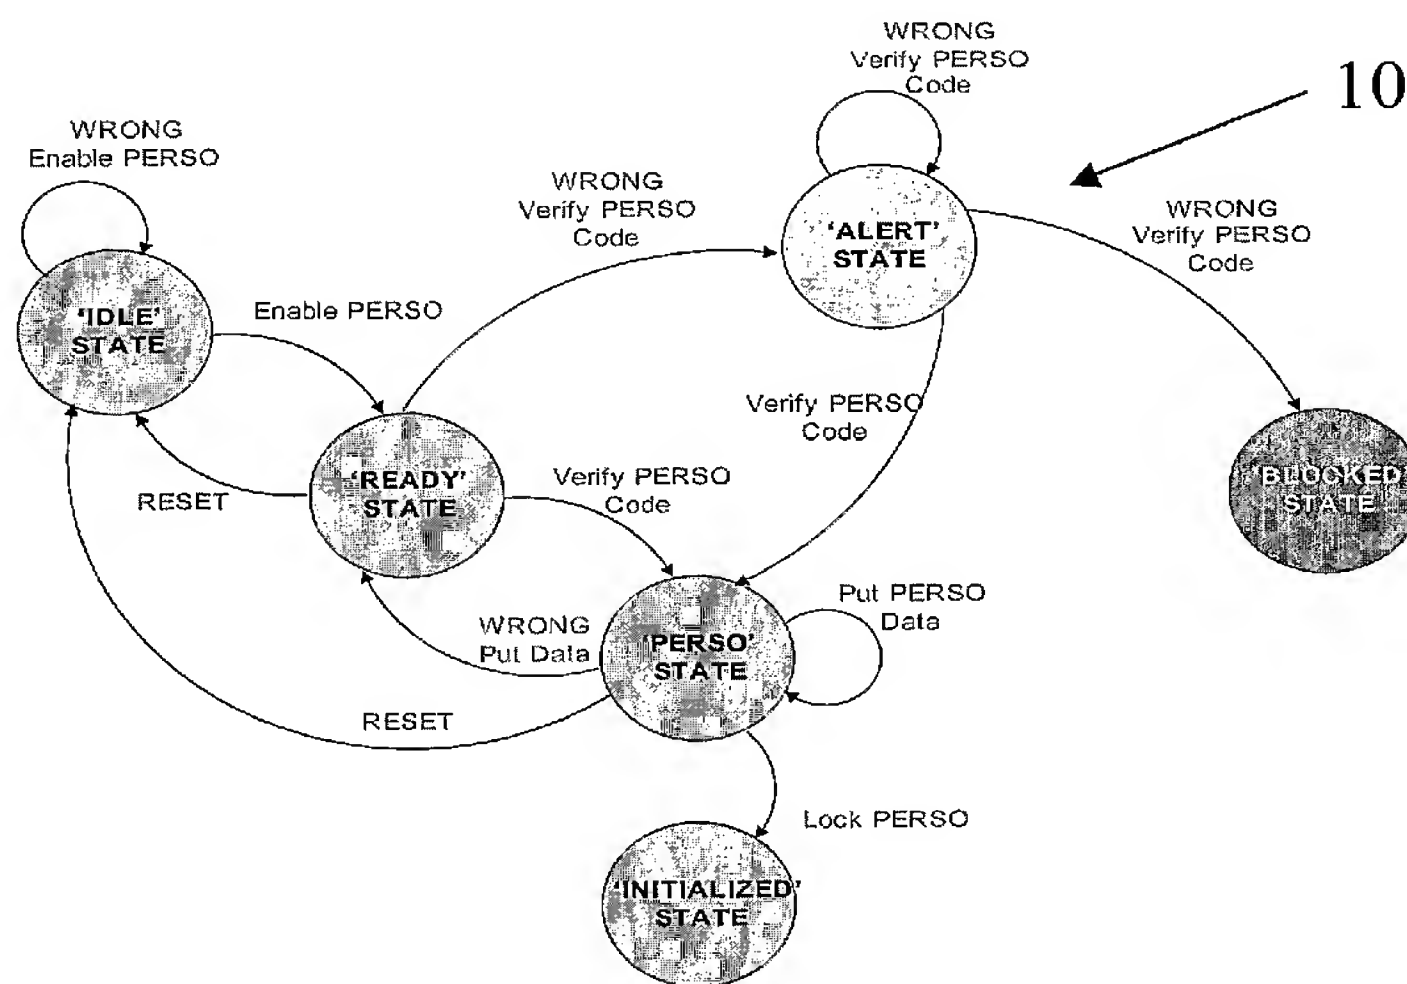 WRONG
Verify PERSO
Code
10
WRONG
Enable PERSO
WRONG
Verify PERSO
Code
'ALERT'
STATE
WRONG
Verify PERSO
Code
'IDLE'
STATE
Enable PERSO
Verify PERSO
Code
'READY'
STATE
RESET
Verify PERSO
Code
'BLOCKED'
STATE
WRONG
Put Data
'PERSO'
STATE
Put PERSO
Data
RESET
Lock PERSO
'INITIALIZED'
STATE